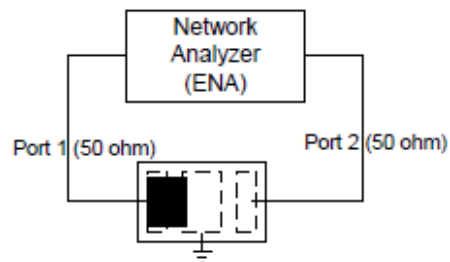 Network
Analyzer
(ENA)
Port 1 (50 ohm)
Port 2 (50 ohm)